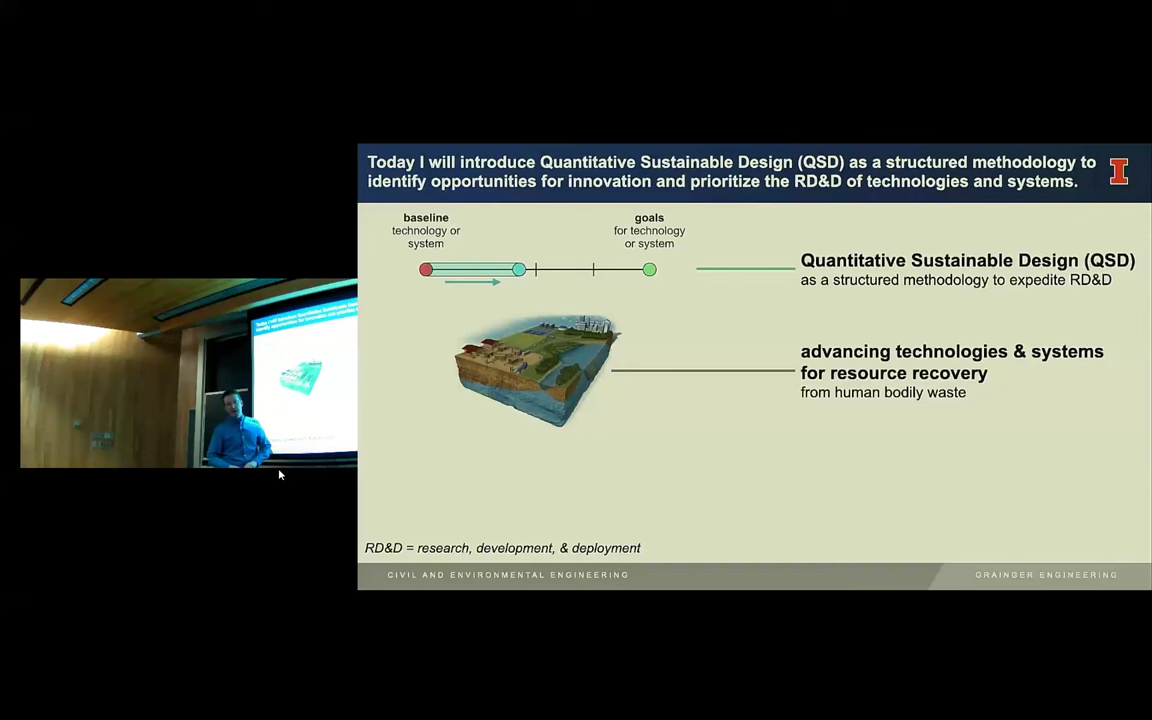 Today I will introduce Quantitative Sustainable Design (QSD) as a structured methodology to
identify opportunities for innovation and prioritize the RD&D of technologies and systems.
baseline
technology or
system
goals
for technology
or system
Quantitative Sustainable Design (QSD)
as a structured methodology to expedite RD&D
advancing technologies & systems
for resource recovery
from human bodily waste
RD&D = research, development, & deployment
CIVIL AND ENVIRONMENTAL ENGINEERING
GRAINGER ENGINEERING